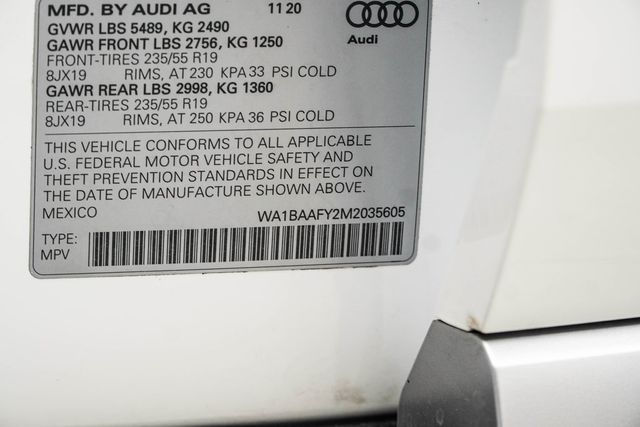 MFD. BY AUDI AG 11 20
GVWR LBS 5489, KG 2490
GAWR FRONT LBS 2756, KG 1250
FRONT-TIRES 235/55 R19
8JX19 RIMS, AT 230 KPA 33 PSI COLD
GAWR REAR LBS 2998, KG 1360
REAR-TIRES 235/55 R19
8JX19 RIMS, AT 250 KPA 36 PSI COLD
Audi
THIS VEHICLE CONFORMS TO ALL APPLICABLE
U.S. FEDERAL MOTOR VEHICLE SAFETY AND
THEFT PREVENTION STANDARDS IN EFFECT ON
THE DATE OF MANUFACTURE SHOWN ABOVE.
MEXICO WA1BAAFY2M2035605
TYPE:
MPV